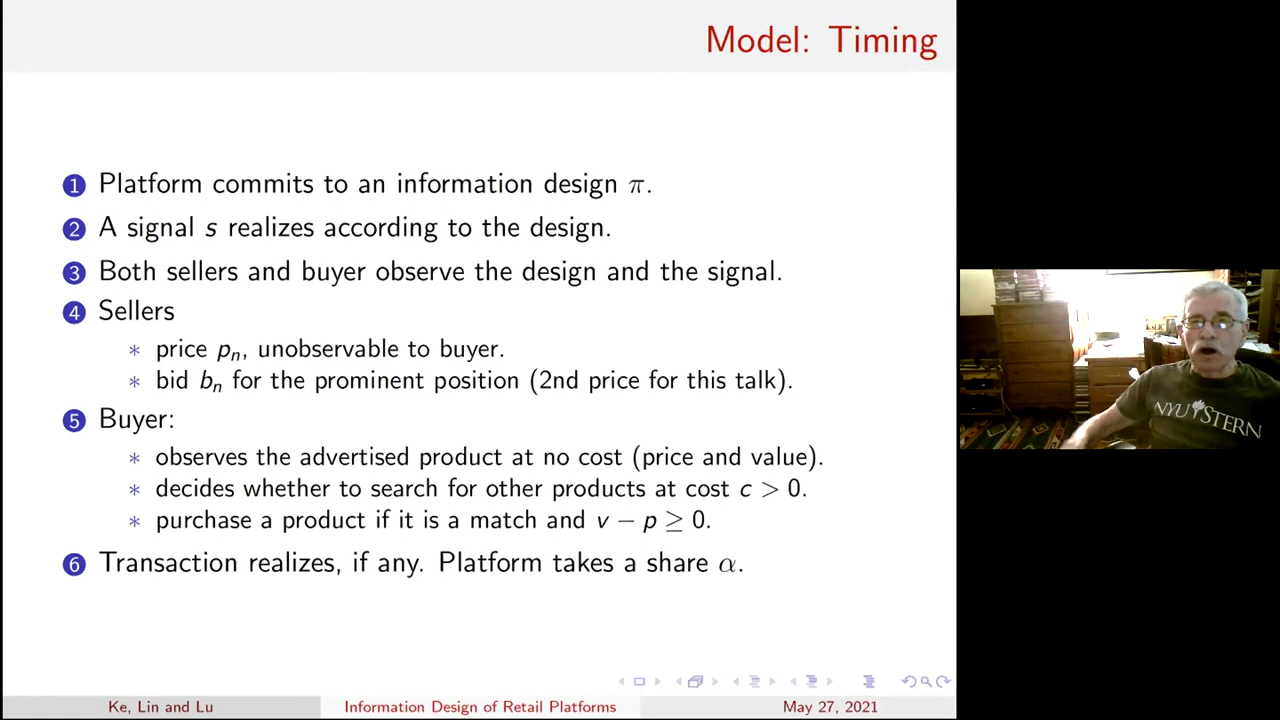 Model: Timing
1 Platform commits to an information design π.
2 A signal s realizes according to the design.
3 Both sellers and buyer observe the design and the signal.
4 Sellers
* price pₙ, unobservable to buyer.
* bid bₙ for the prominent position (2nd price for this talk).
5 Buyer:
* observes the advertised product at no cost (price and value).
* decides whether to search for other products at cost c > 0.
* purchase a product if it is a match and v − p ≥ 0.
6 Transaction realizes, if any. Platform takes a share α.
NYU STERN
Ke, Lin and Lu
Information Design of Retail Platforms
May 27, 2021